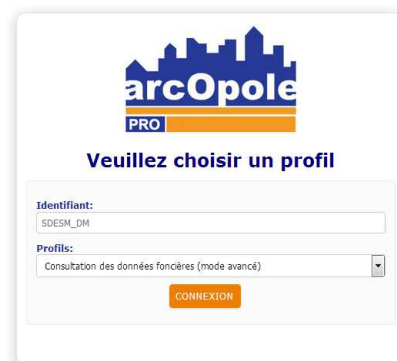 arcOpole
PRO
Veuillez choisir un profil
Identifiant:
SDESM_DM
Profils:
Consultation des données foncières (mode avancé)
CONNEXION